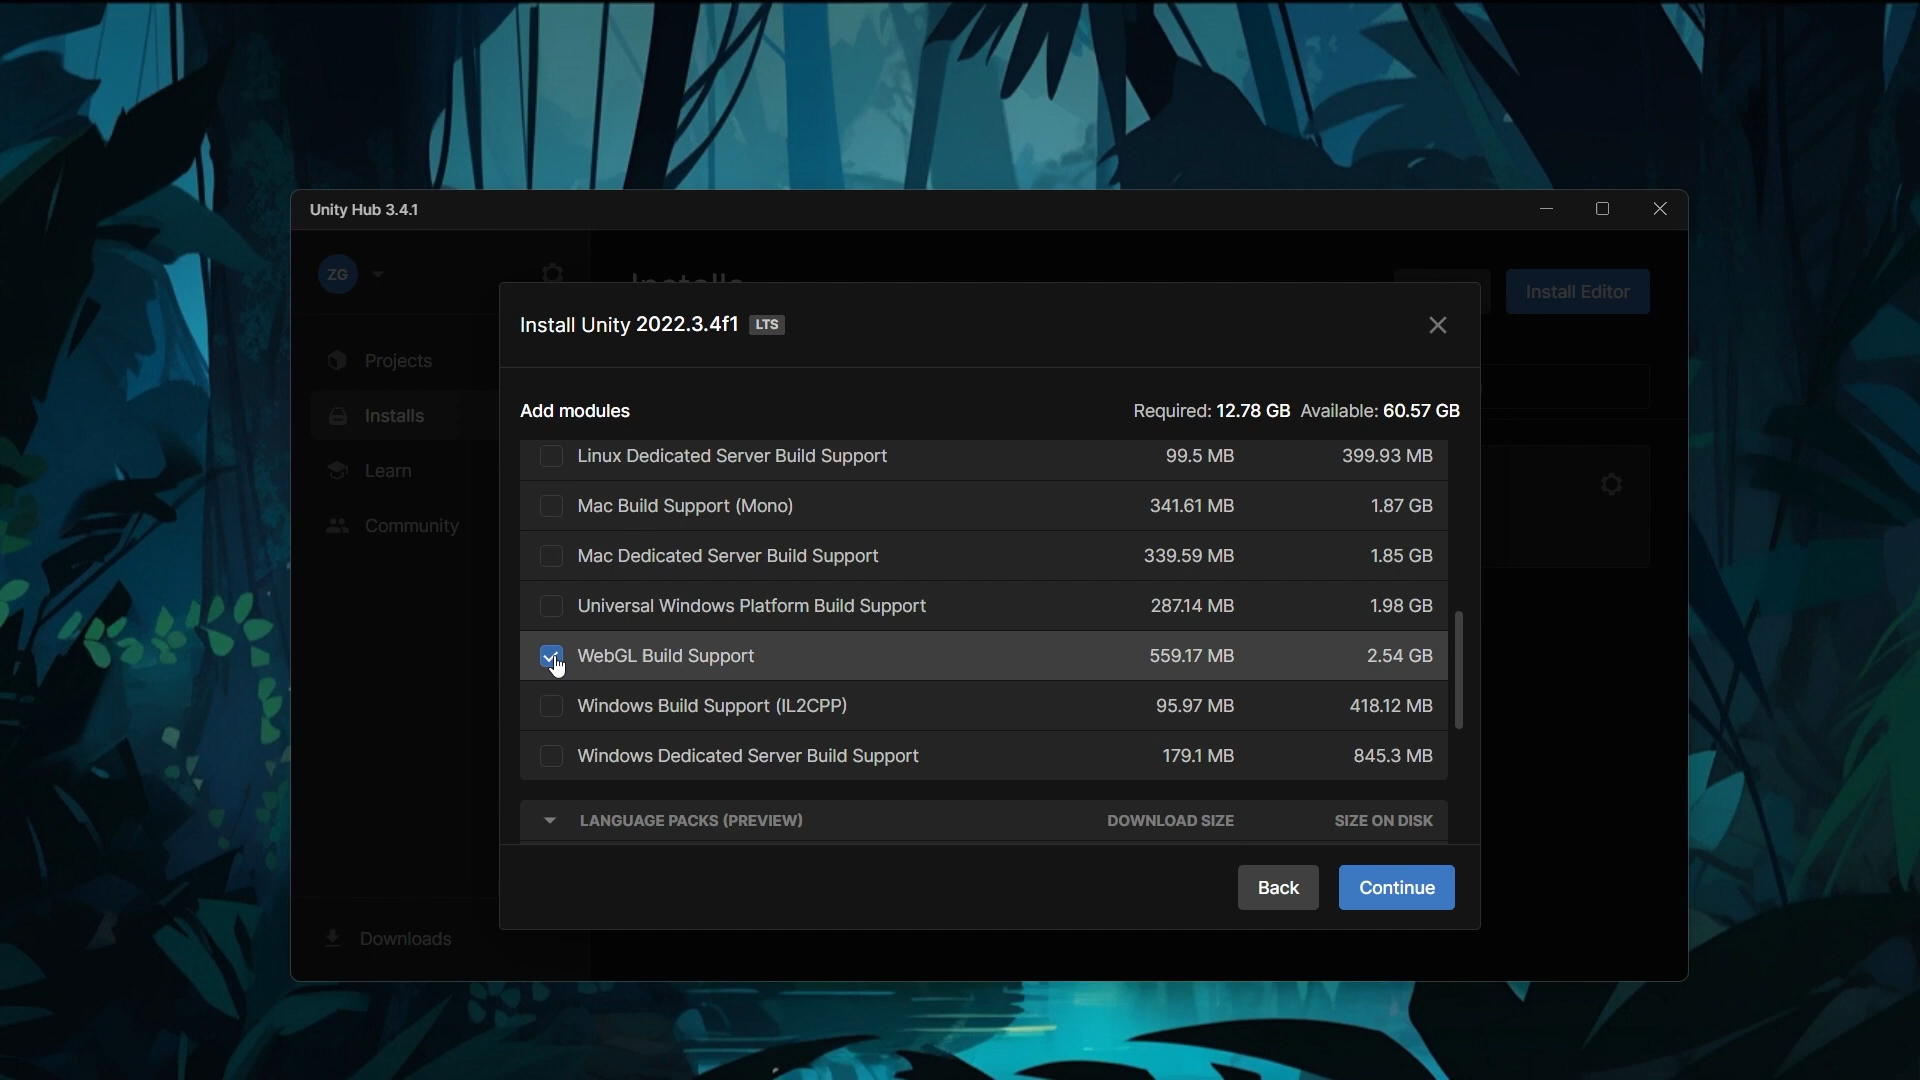 Unity Hub 3.4.1
ZG
Installs
Install Editor
Projects
Installs
Learn
Community
Downloads
Install Unity 2022.3.4f1 LTS
Add modules
Required: 12.78 GB Available: 60.57 GB
Linux Dedicated Server Build Support 99.5 MB 399.93 MB
Mac Build Support (Mono) 341.61 MB 1.87 GB
Mac Dedicated Server Build Support 339.59 MB 1.85 GB
Universal Windows Platform Build Support 287.14 MB 1.98 GB
WebGL Build Support 559.17 MB 2.54 GB
Windows Build Support (IL2CPP) 95.97 MB 418.12 MB
Windows Dedicated Server Build Support 179.1 MB 845.3 MB
LANGUAGE PACKS (PREVIEW) DOWNLOAD SIZE SIZE ON DISK
Back
Continue